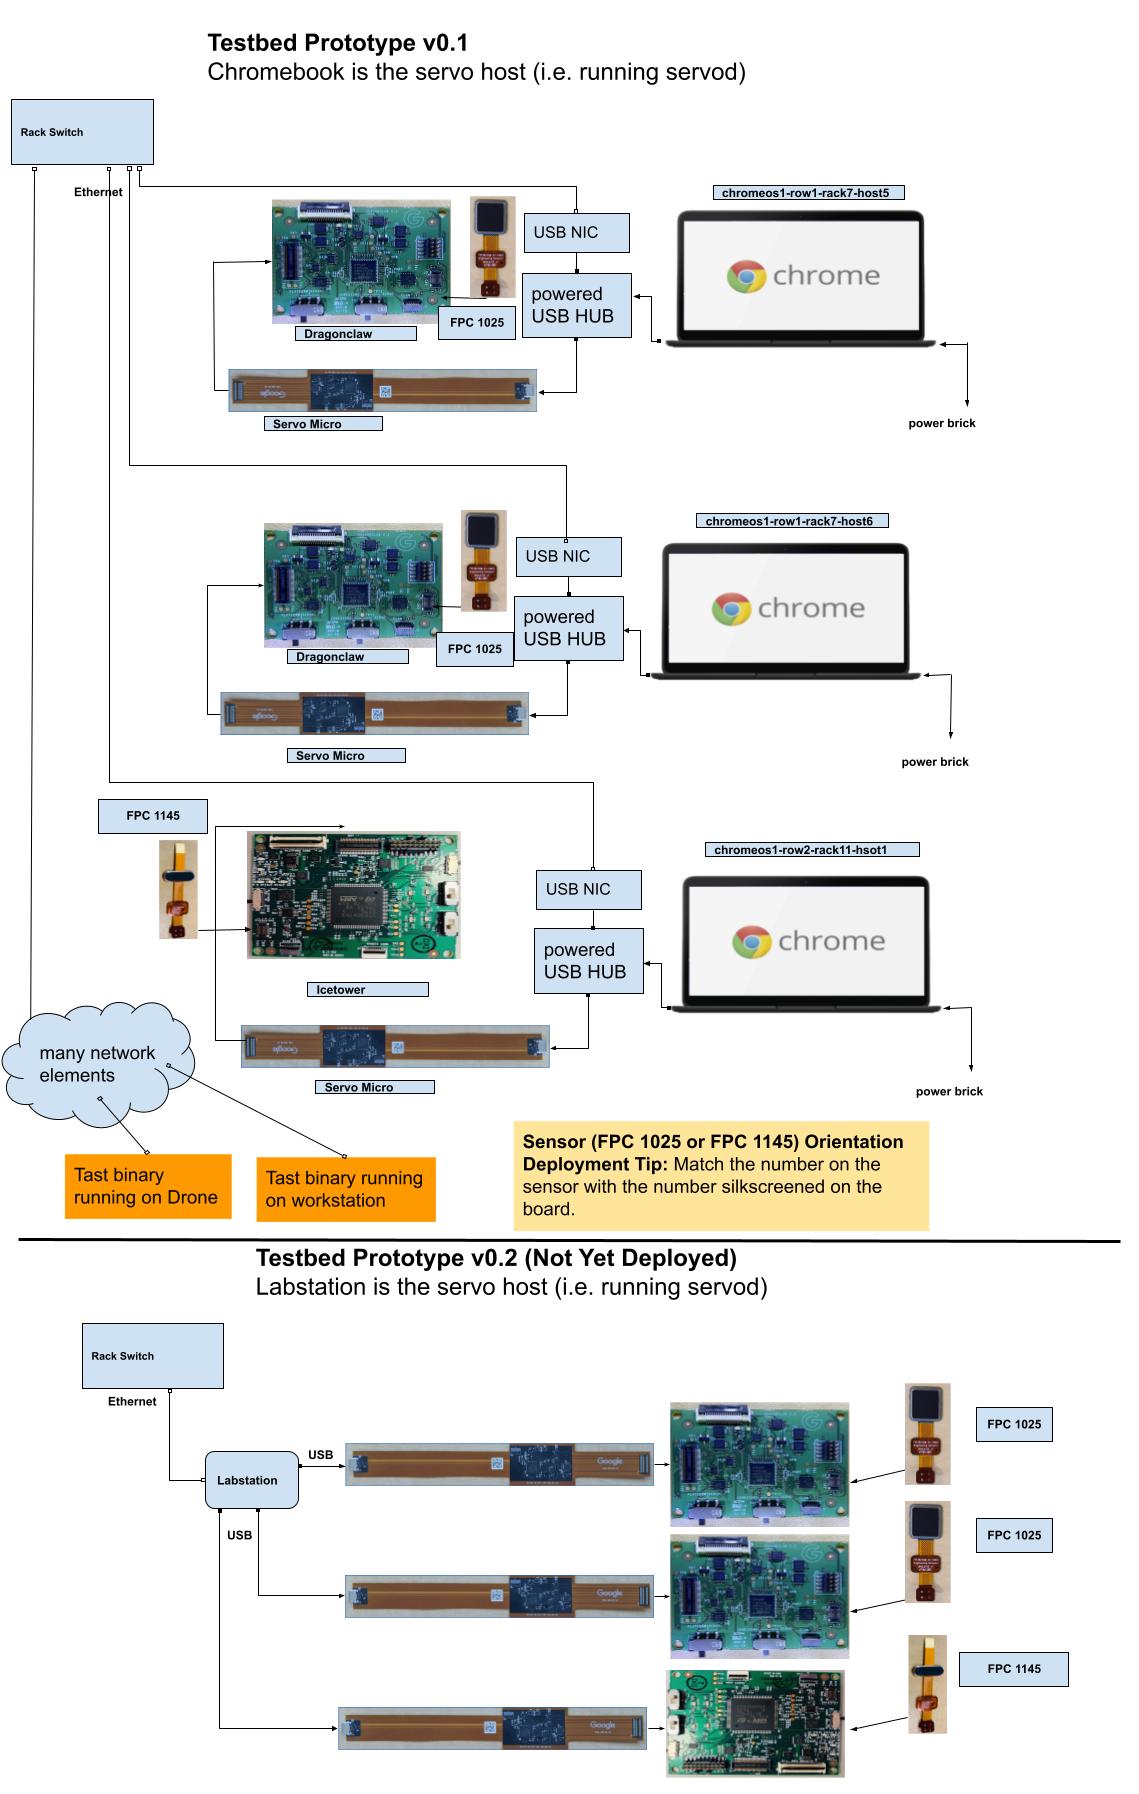 Testbed Prototype v0.1
Chromebook is the servo host (i.e. running servod)
Rack Switch
Ethernet
chromeos1-row1-rack7-host5
USB NIC
chrome
powered
USB HUB
FPC 1025
Dragonclaw
Google
Servo Micro
power brick
chromeos1-row1-rack7-host6
USB NIC
chrome
powered
USB HUB
FPC 1025
Dragonclaw
Google
Servo Micro
power brick
FPC 1145
chromeos1-row2-rack11-hsot1
USB NIC
chrome
powered
USB HUB
Icetower
Google
Servo Micro
power brick
many network
elements
Tast binary
running on Drone
Tast binary running
on workstation
Sensor (FPC 1025 or FPC 1145) Orientation
Deployment Tip: Match the number on the
sensor with the number silkscreened on the
board.
Testbed Prototype v0.2 (Not Yet Deployed)
Labstation is the servo host (i.e. running servod)
Rack Switch
Ethernet
FPC 1025
USB
Google
Labstation
USB
FPC 1025
Google
FPC 1145
Google